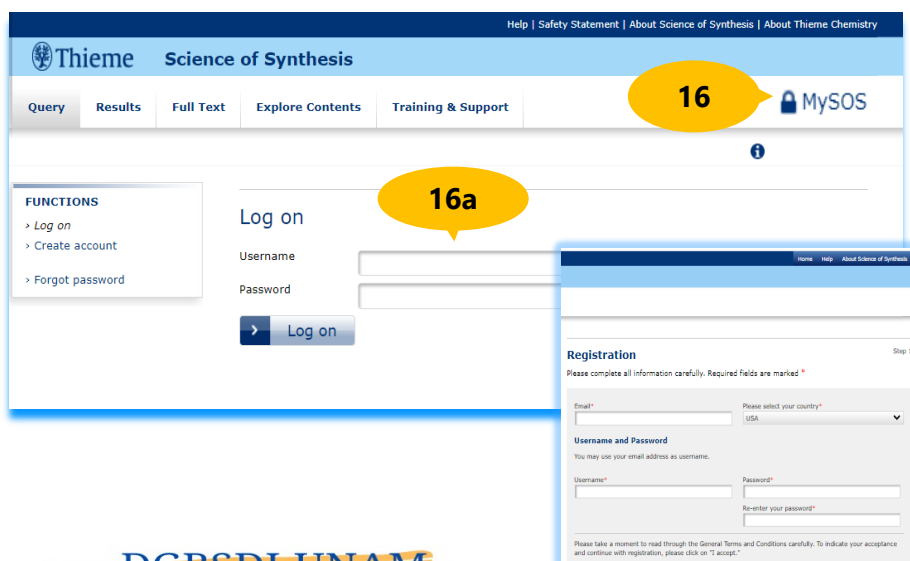 Help | Safety Statement | About Science of Synthesis | About Thieme Chemistry
Thieme Science of Synthesis
Query Results Full Text Explore Contents Training & Support
16
MySOS
FUNCTIONS
› Log on
› Create account
› Forgot password
16a
Log on
Username
Password
› Log on
Home Help About Science of Synthesis
Registration
Step
Please complete all information carefully. Required fields are marked *
Email*
Please select your country*
USA
Username and Password
You may use your email address as username.
Username*
Password*
Re-enter your password*
Please take a moment to read through the General Terms and Conditions carefully. To indicate your acceptance
and continue with registration, please click on "I accept."